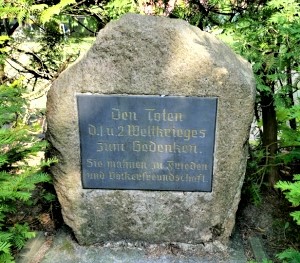 Den Toten
d. 1. u. 2. Weltkrieges
zum Gedenken.
Sie mahnen zu Frieden
und Völkerfreundschaft